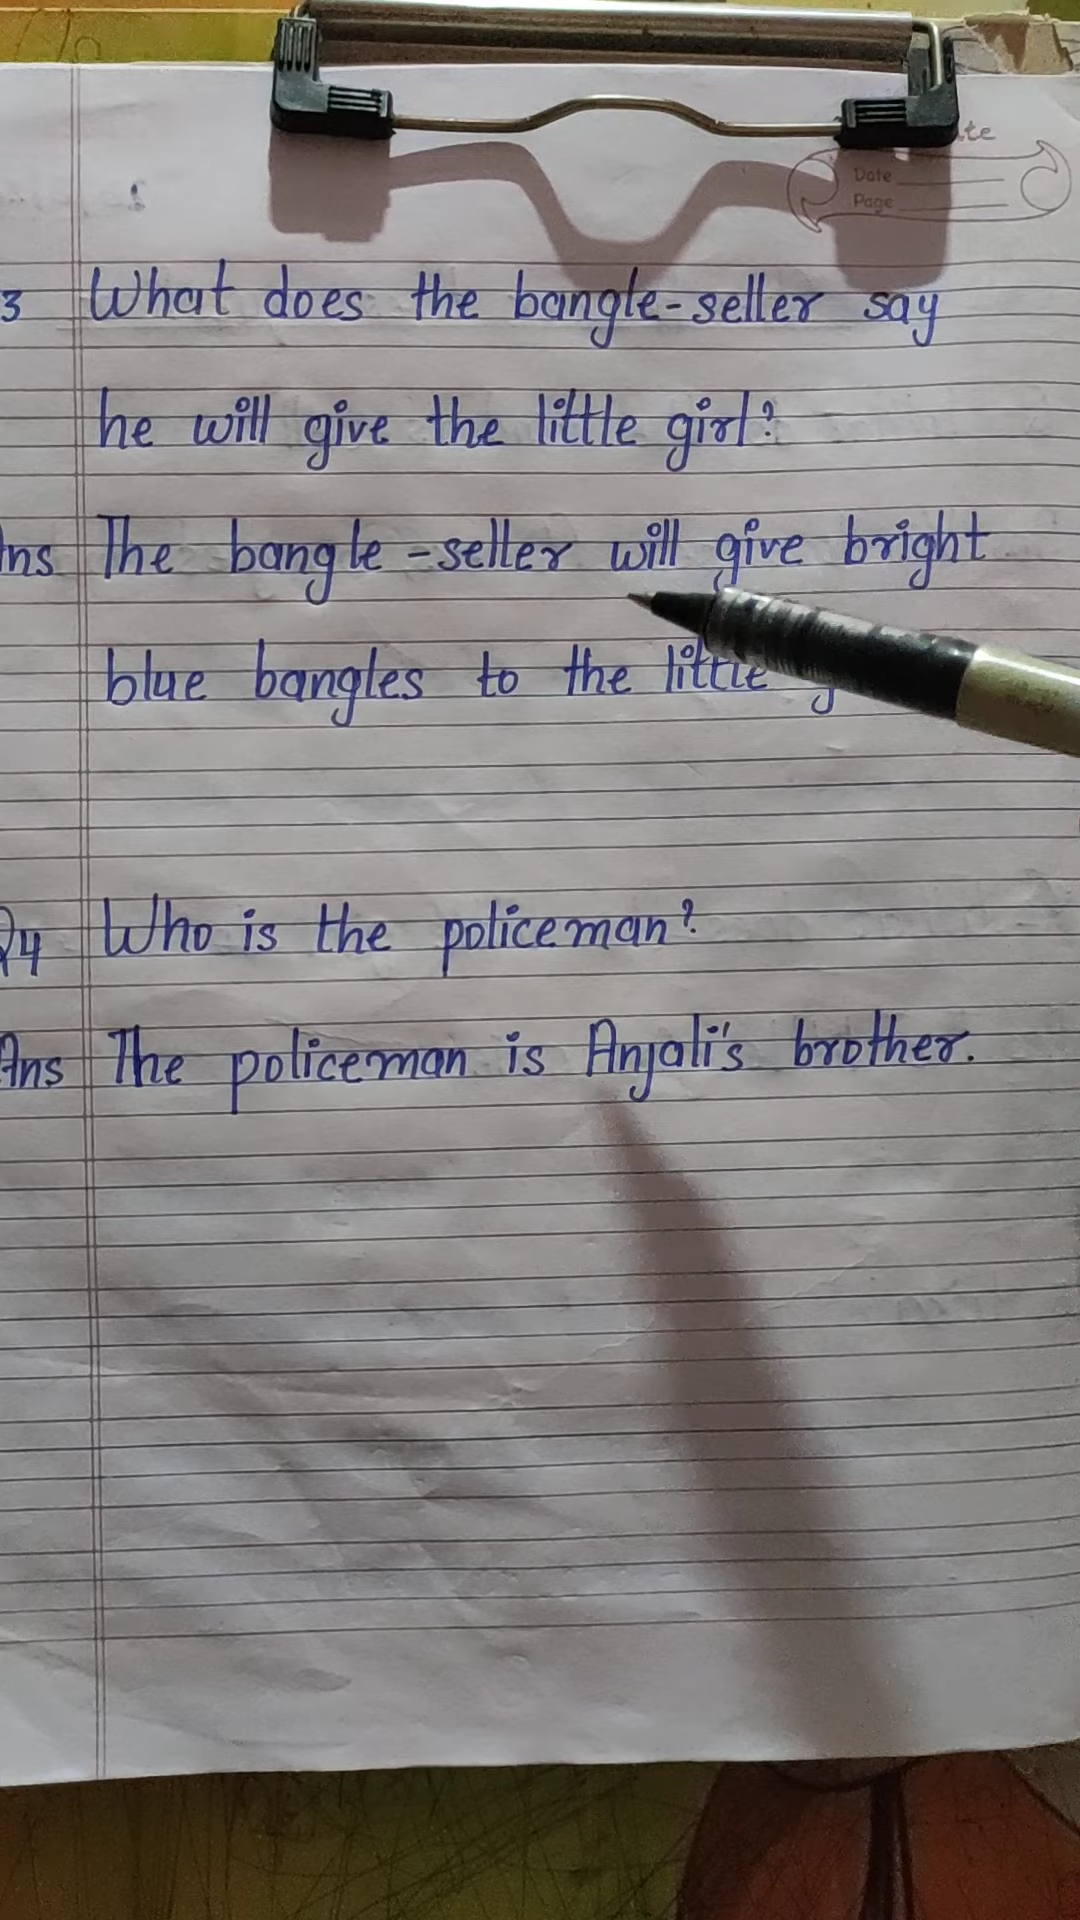 Date
Page
3 What does the bangle-seller say
he will give the little girl?
Ans The bangle-seller will give bright
blue bangles to the little
Q4 Who is the policeman?
Ans The policeman is Anjali's brother.